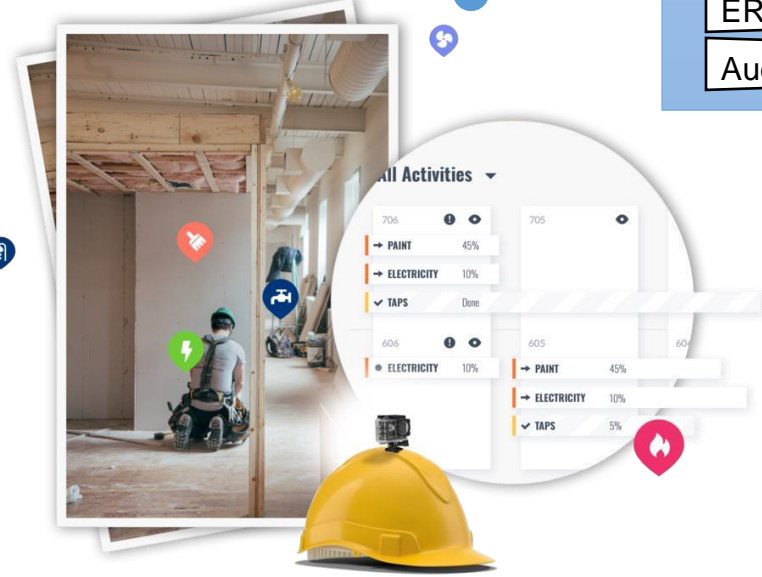 ER
All Activities
706
705
→ PAINT 45%
→ ELECTRICITY 10%
✓ TAPS Done
606
605
• ELECTRICITY 10%
→ PAINT 45%
→ ELECTRICITY 10%
✓ TAPS 5%